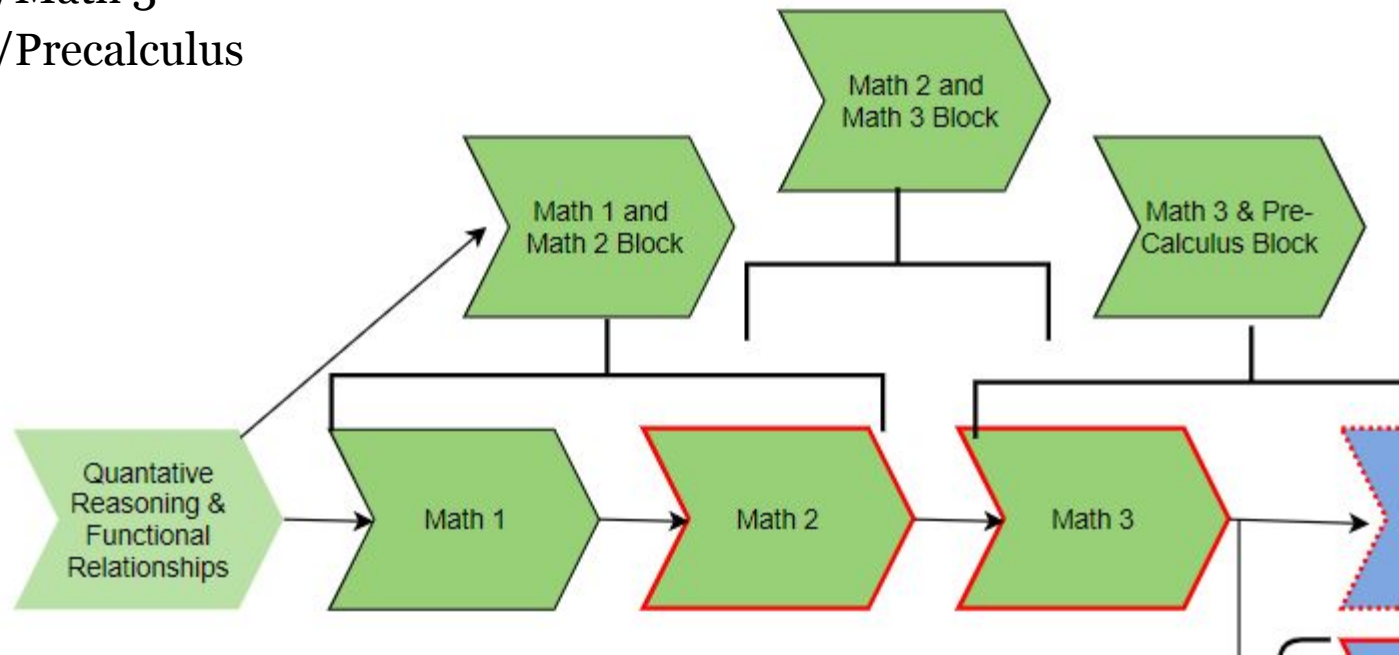 /Math 3
/Precalculus
Math 2 and
Math 3 Block
Math 1 and
Math 2 Block
Math 3 & Pre-
Calculus Block
Quantative
Reasoning &
Functional
Relationships
Math 1
Math 2
Math 3